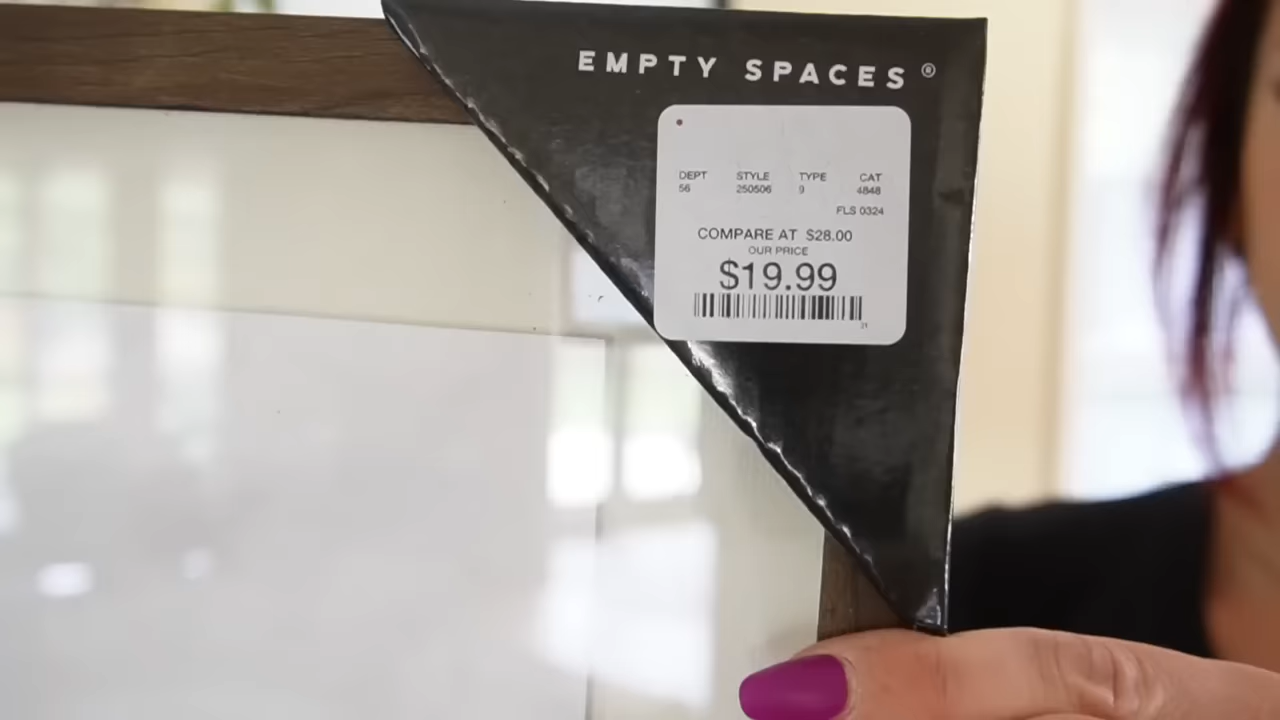 EMPTY SPACES®
DEPT STYLE TYPE CAT
56 250506 9 4848
FLS 0324
COMPARE AT $28.00
OUR PRICE
$19.99
21